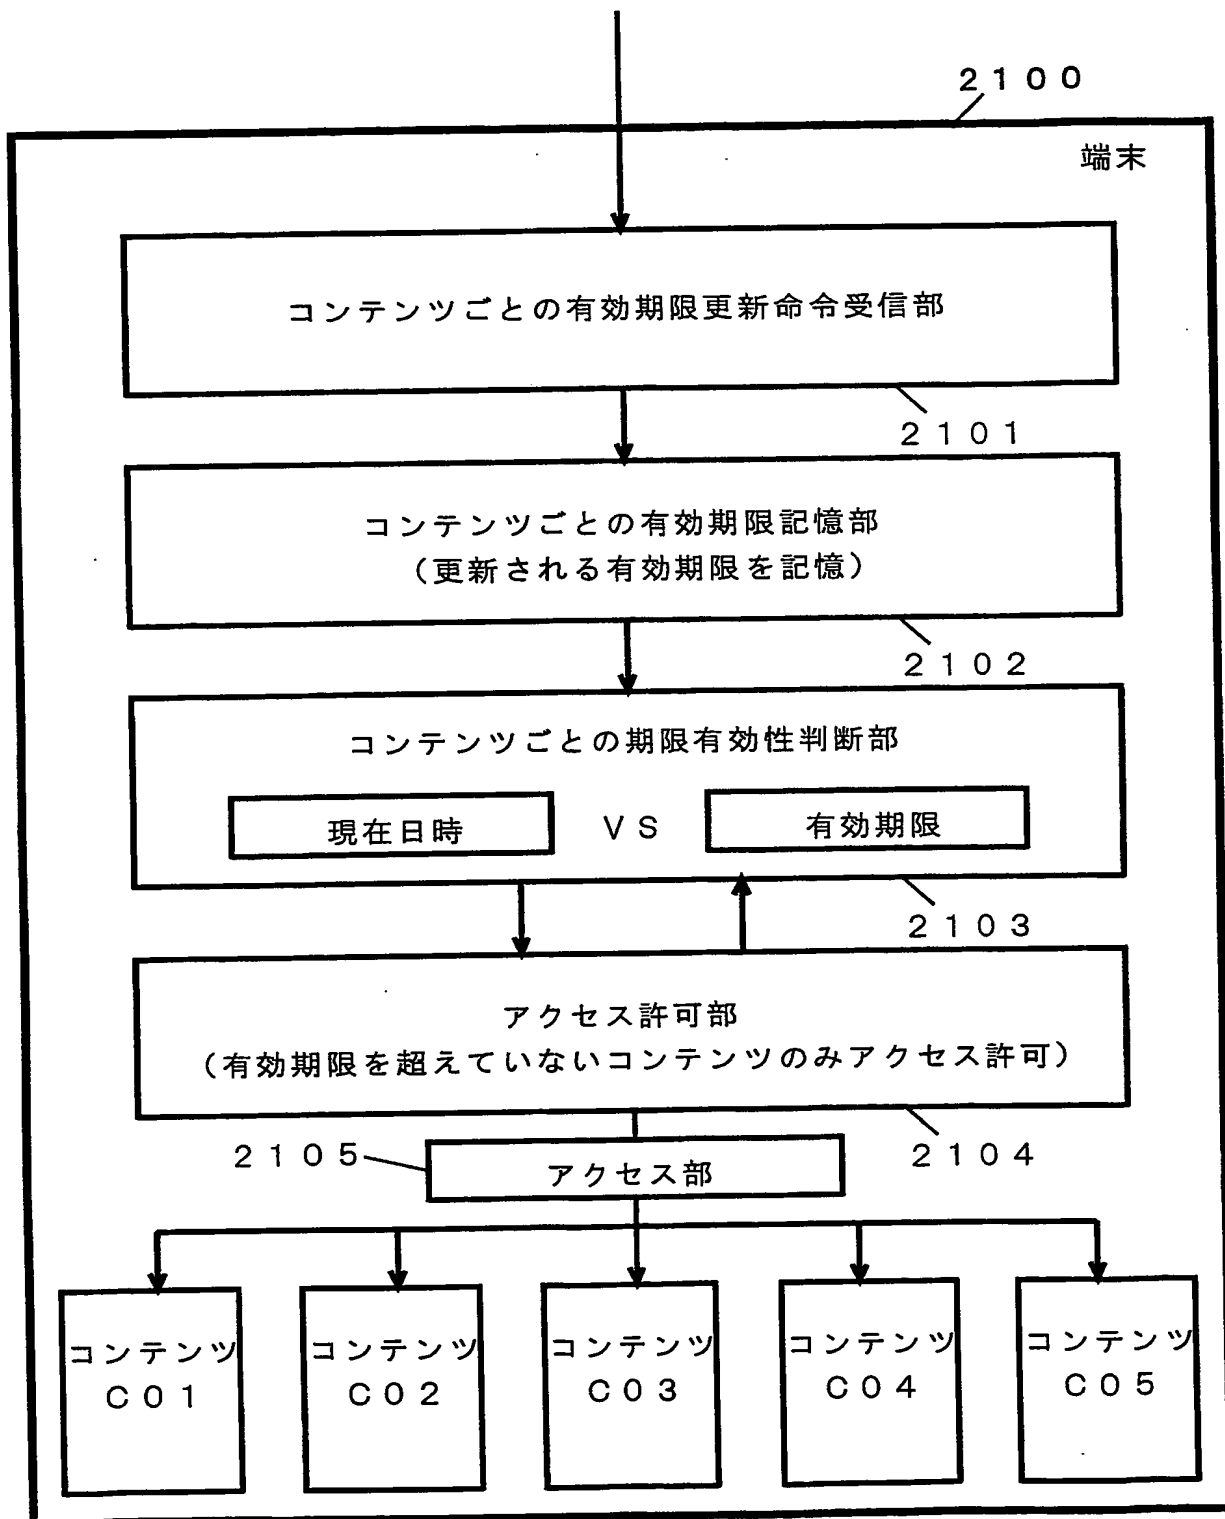 2100
端末
コンテンツごとの有効期限更新命令受信部
2101
コンテンツごとの有効期限記憶部
(更新される有効期限を記憶)
2102
コンテンツごとの期限有効性判断部
現在日時 VS 有効期限
2103
アクセス許可部
(有効期限を超えていないコンテンツのみアクセス許可)
2104
2105
アクセス部
コンテンツ
C01
コンテンツ
C02
コンテンツ
C03
コンテンツ
C04
コンテンツ
C05